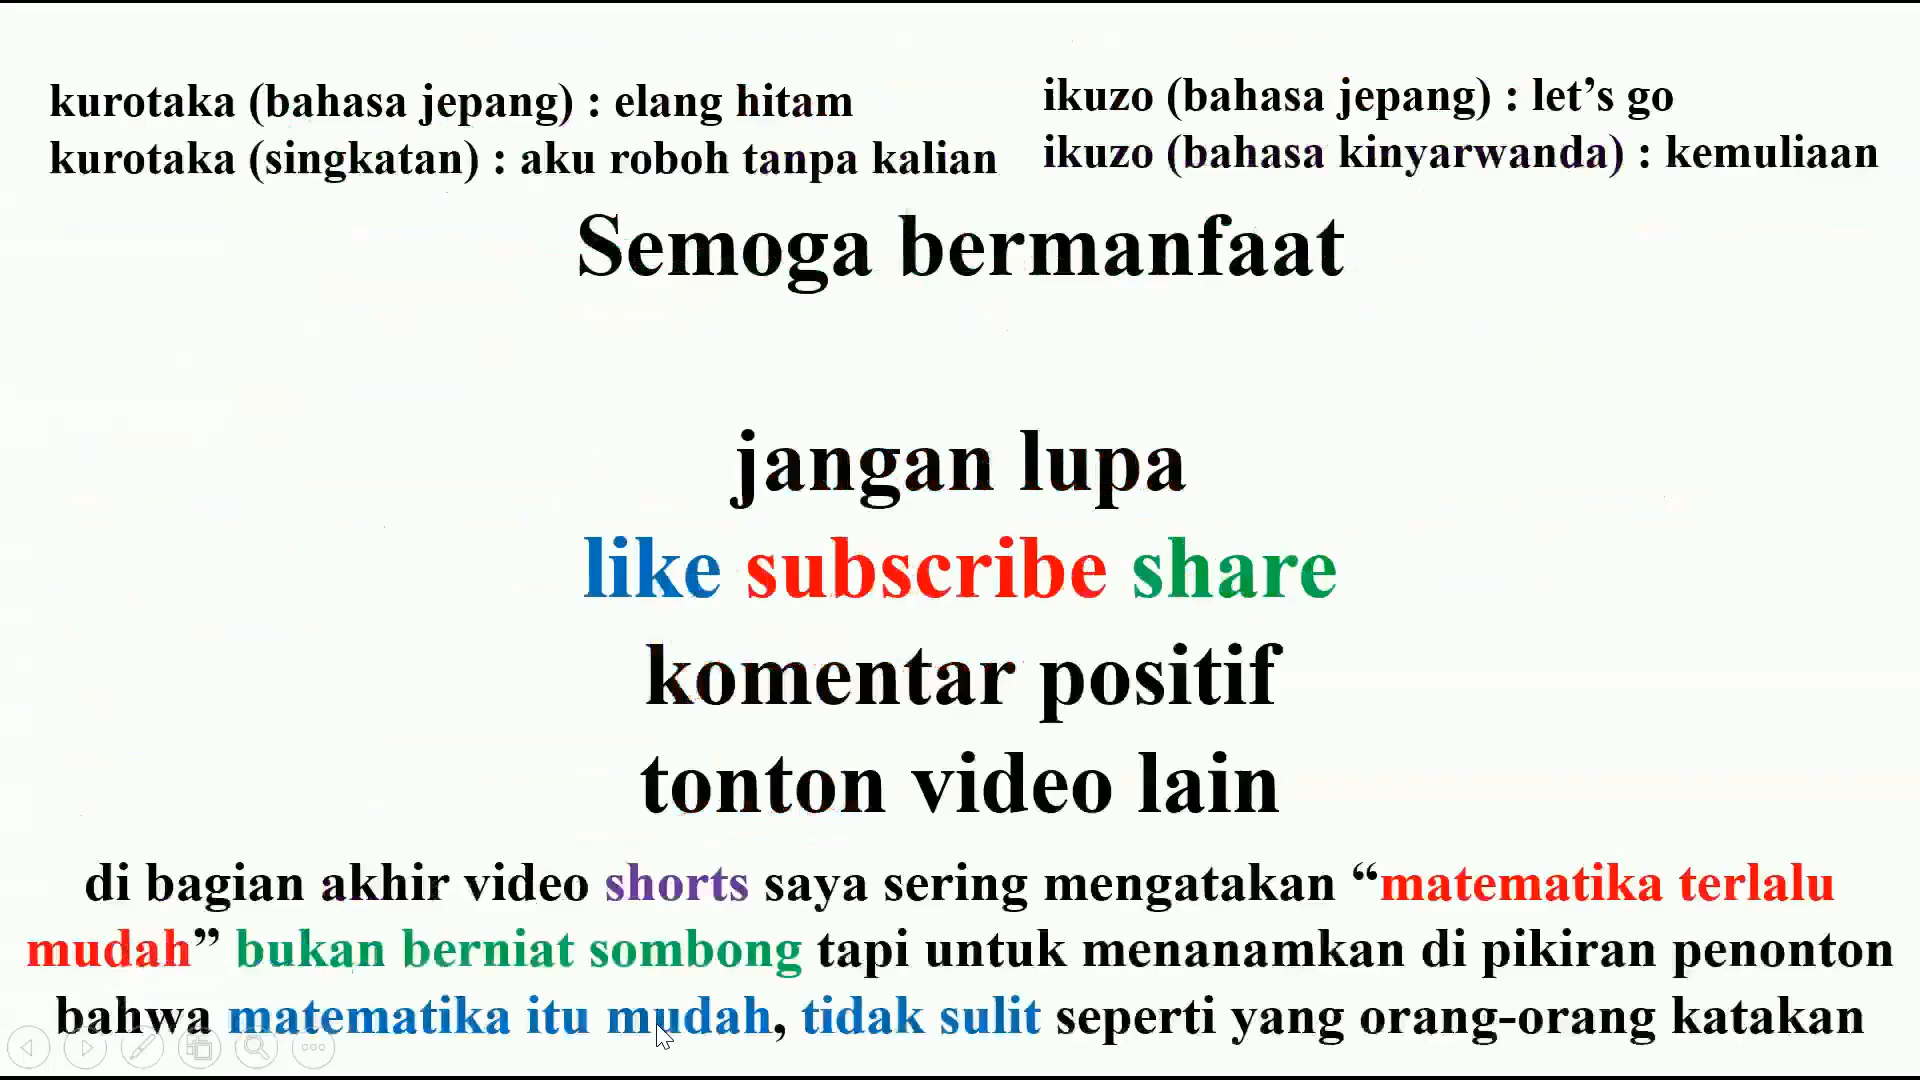 kurotaka (bahasa jepang) : elang hitam
kurotaka (singkatan) : aku roboh tanpa kalian
ikuzo (bahasa jepang) : let’s go
ikuzo (bahasa kinyarwanda) : kemuliaan
Semoga bermanfaat
jangan lupa
like subscribe share
komentar positif
tonton video lain
di bagian akhir video shorts saya sering mengatakan “matematika terlalu
mudah” bukan berniat sombong tapi untuk menanamkan di pikiran penonton
bahwa matematika itu mudah, tidak sulit seperti yang orang-orang katakan